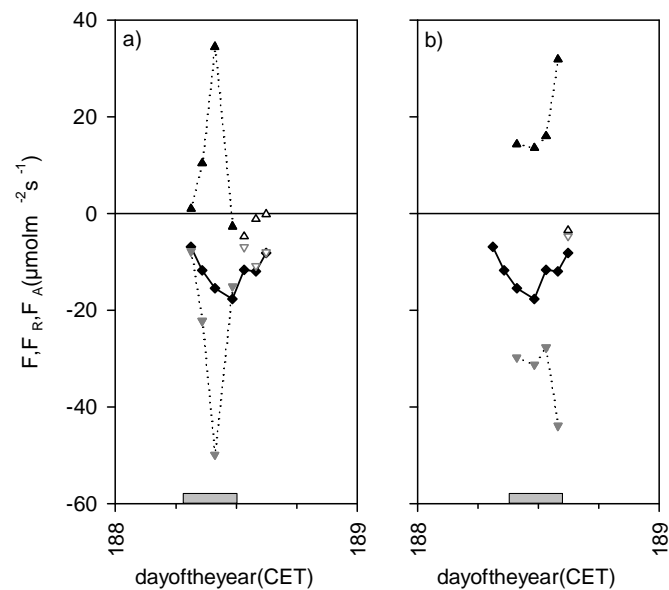 a)
b)
40
20
0
-20
-40
-60
F,F R,F A(µmolm -2s -1)
188
189
188
189
dayoftheyear(CET)
dayoftheyear(CET)